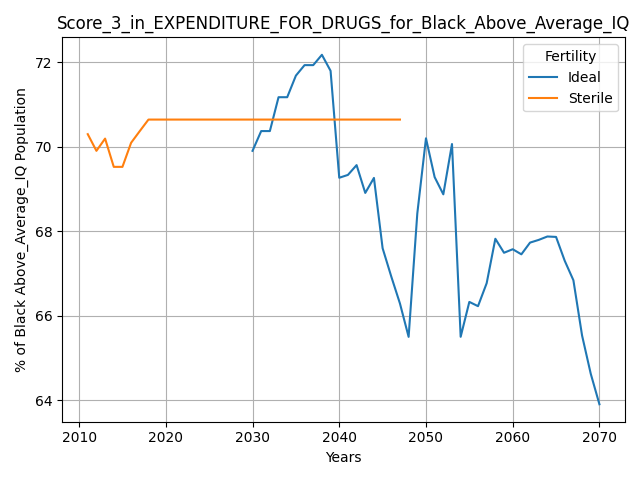 Score_3_in_EXPENDITURE_FOR_DRUGS_for_Black_Above_Average_IQ
Fertility
Ideal
Sterile
72
70
68
66
64
% of Black Above_Average_IQ Population
2010 2020 2030 2040 2050 2060 2070
Years